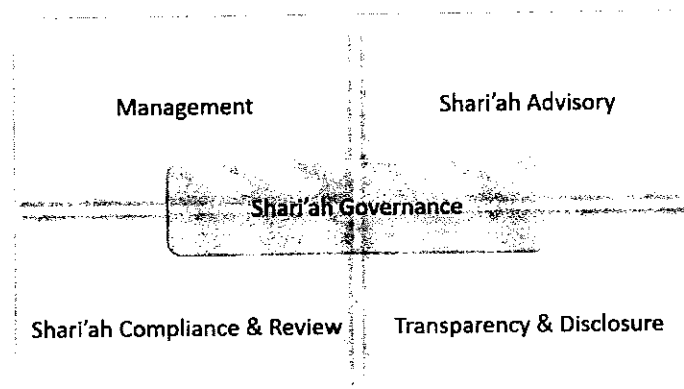 Management
Shari'ah Advisory
Shari'ah Governance
Shari'ah Compliance & Review
Transparency & Disclosure